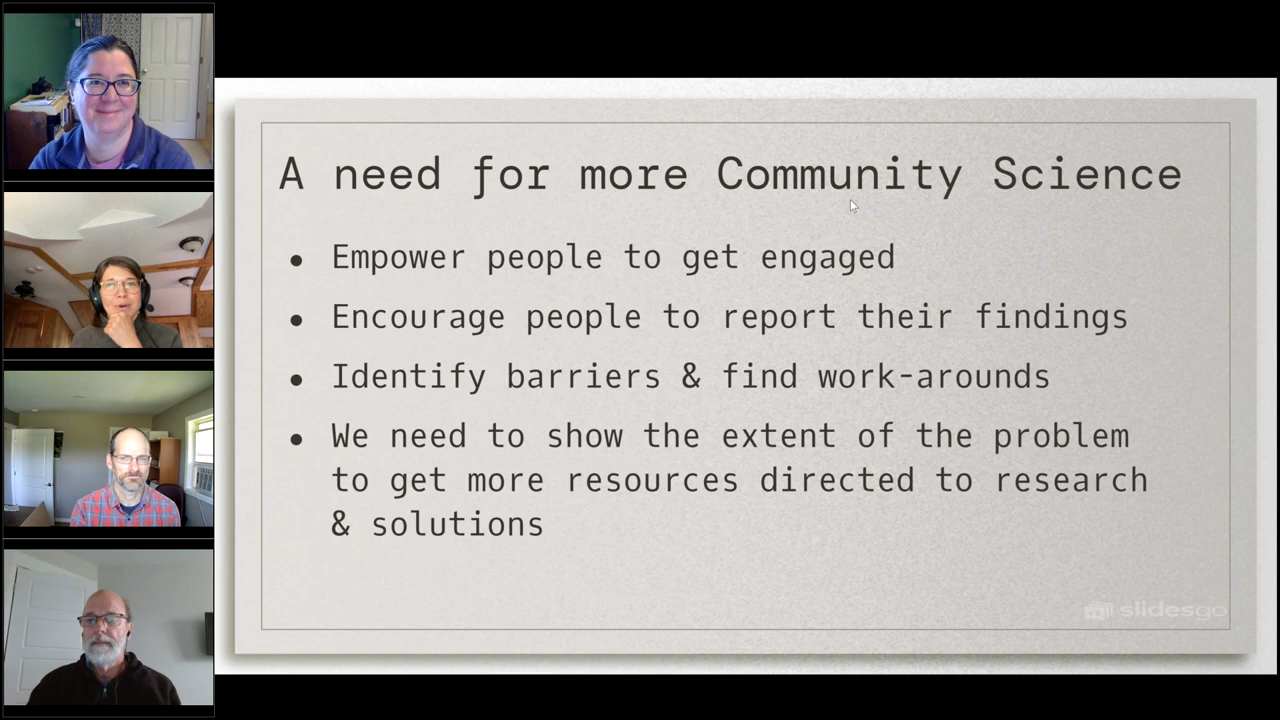 A need for more Community Science
● Empower people to get engaged
● Encourage people to report their findings
● Identify barriers & find work-arounds
● We need to show the extent of the problem
to get more resources directed to research
& solutions
slidesgo